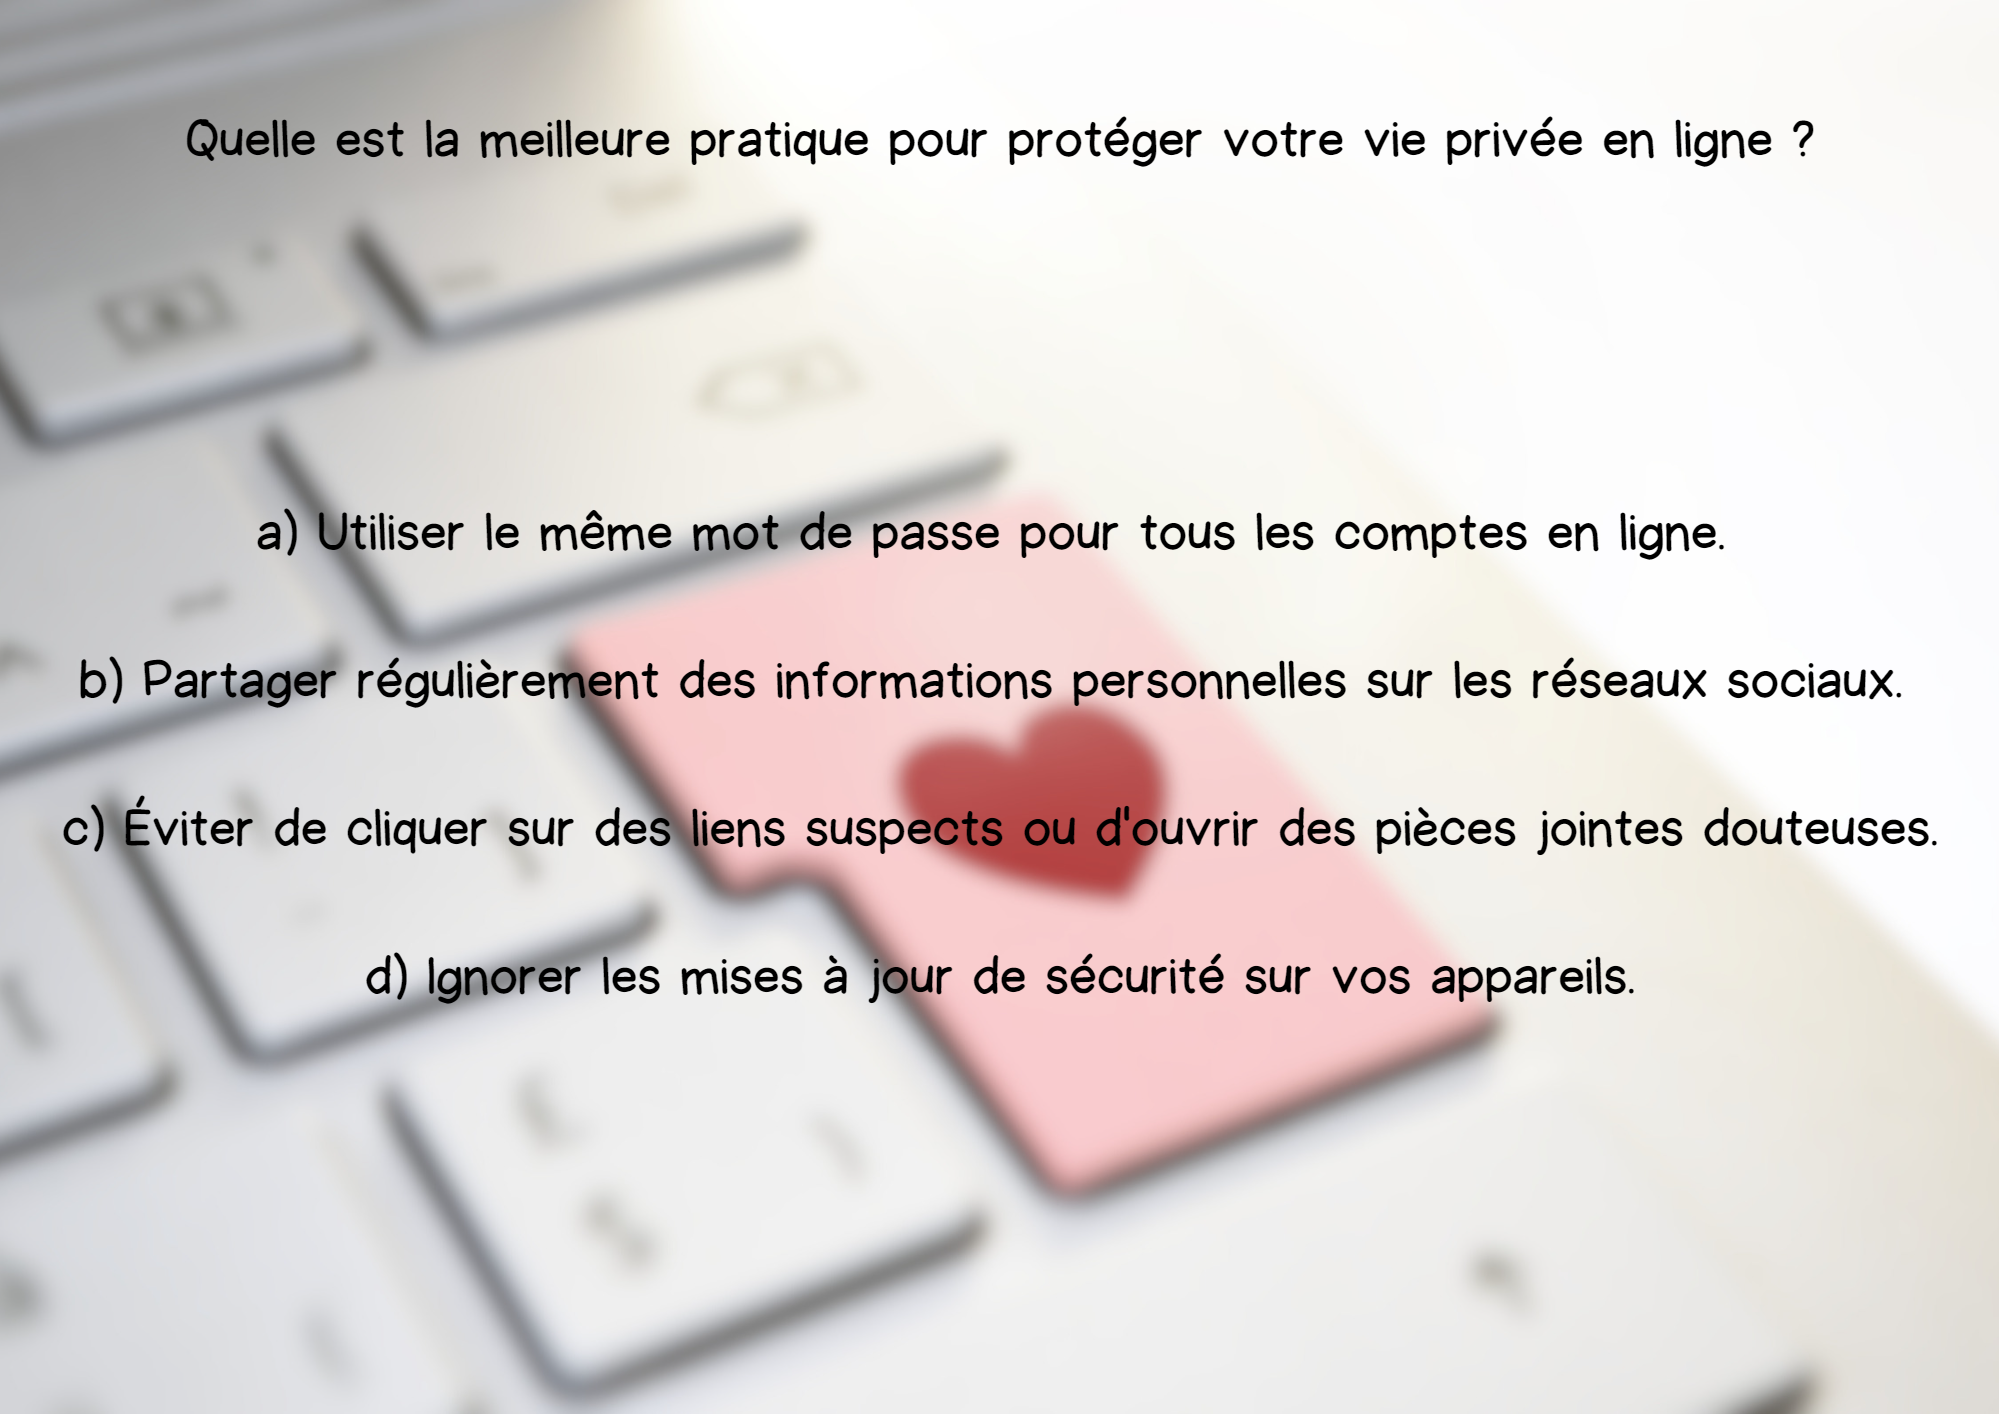 Quelle est la meilleure pratique pour protéger votre vie privée en ligne ?
a) Utiliser le même mot de passe pour tous les comptes en ligne.
b) Partager régulièrement des informations personnelles sur les réseaux sociaux.
c) Éviter de cliquer sur des liens suspects ou d'ouvrir des pièces jointes douteuses.
d) Ignorer les mises à jour de sécurité sur vos appareils.